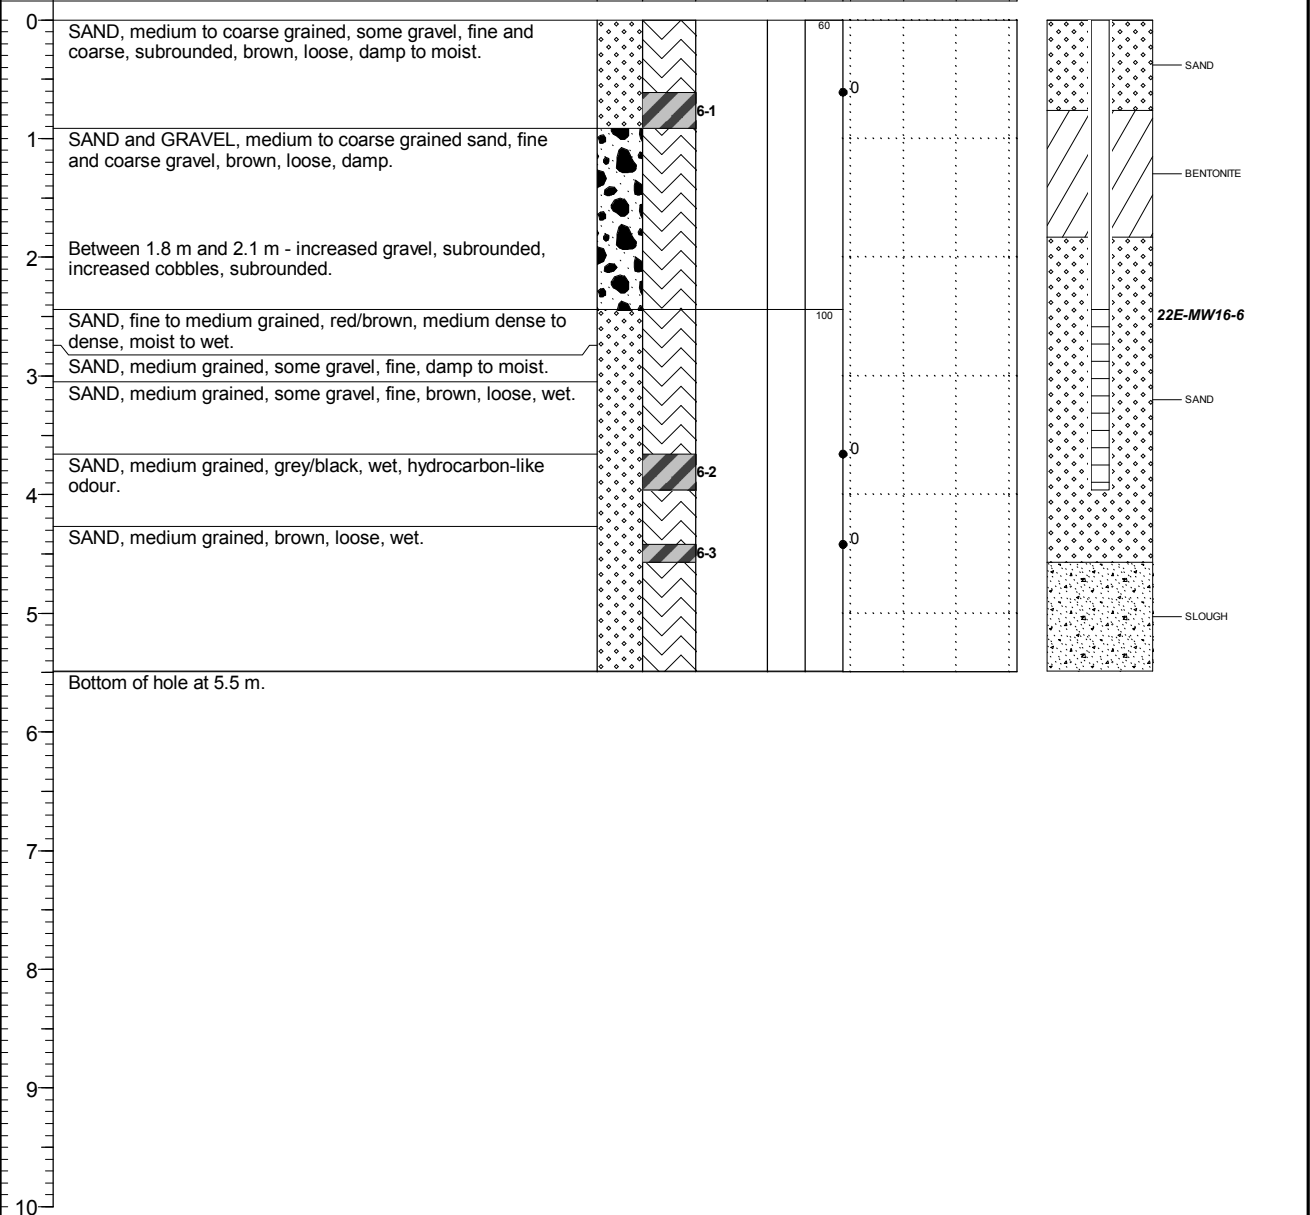 0
SAND, medium to coarse grained, some gravel, fine and
coarse, subrounded, brown, loose, damp to moist.
60
0
SAND
6-1
1
SAND and GRAVEL, medium to coarse grained sand, fine
and coarse gravel, brown, loose, damp.
BENTONITE
Between 1.8 m and 2.1 m - increased gravel, subrounded,
increased cobbles, subrounded.
2
100
22E-MW16-6
SAND, fine to medium grained, red/brown, medium dense to
dense, moist to wet.
SAND, medium grained, some gravel, fine, damp to moist.
3
SAND, medium grained, some gravel, fine, brown, loose, wet.
SAND
0
SAND, medium grained, grey/black, wet, hydrocarbon-like
odour.
6-2
4
SAND, medium grained, brown, loose, wet.
0
6-3
5
SLOUGH
Bottom of hole at 5.5 m.
6
7
8
9
10